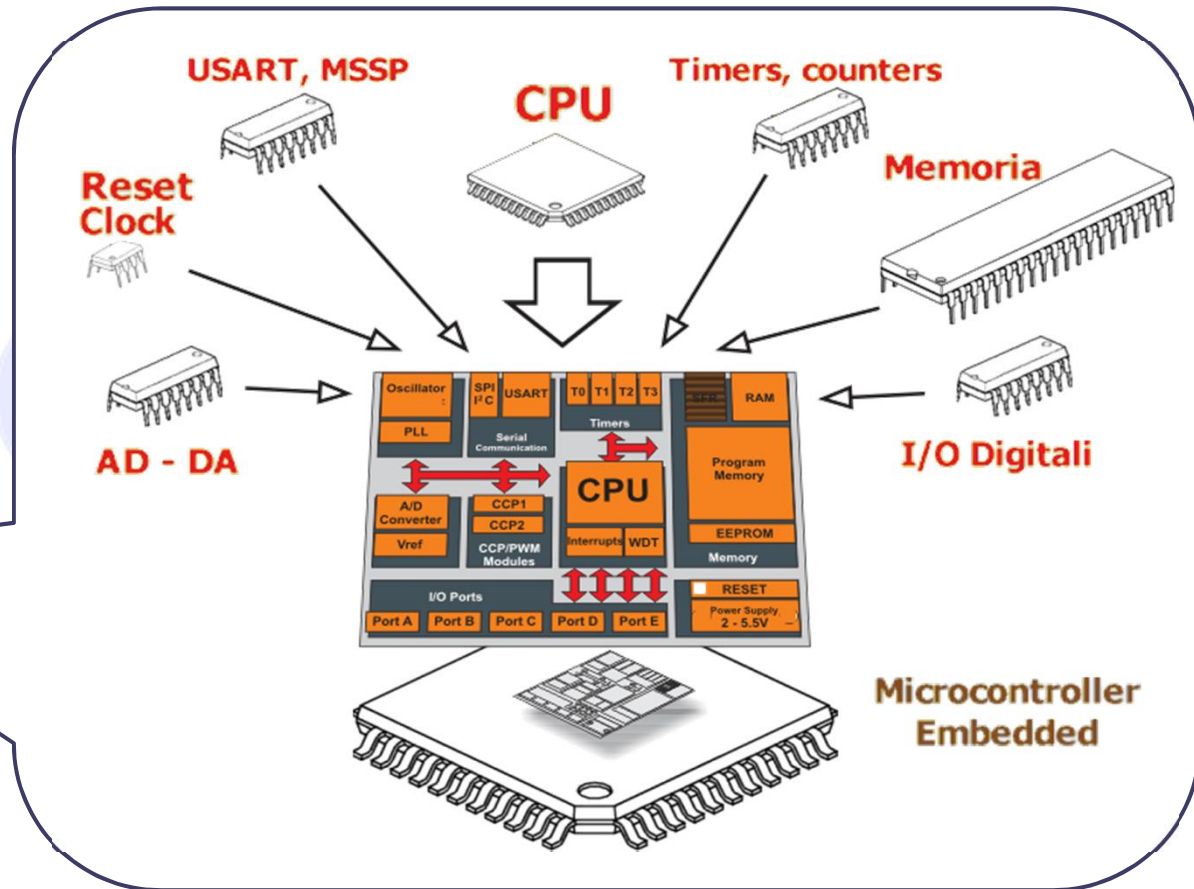 USART, MSSP
CPU
Timers, counters
Reset
Clock
Memoria
AD - DA
I/O Digitali
Oscillator
PLL
SPI
I²C
USART
Serial
Communication
T0 T1 T2 T3
Timers
SFR
RAM
Program
Memory
EEPROM
Memory
A/D
Converter
Vref
CCP1
CCP2
CCP/PWM
Modules
CPU
Interrupts
WDT
I/O Ports
Port A Port B Port C Port D Port E
RESET
Power Supply
2 - 5.5V
Microcontroller
Embedded